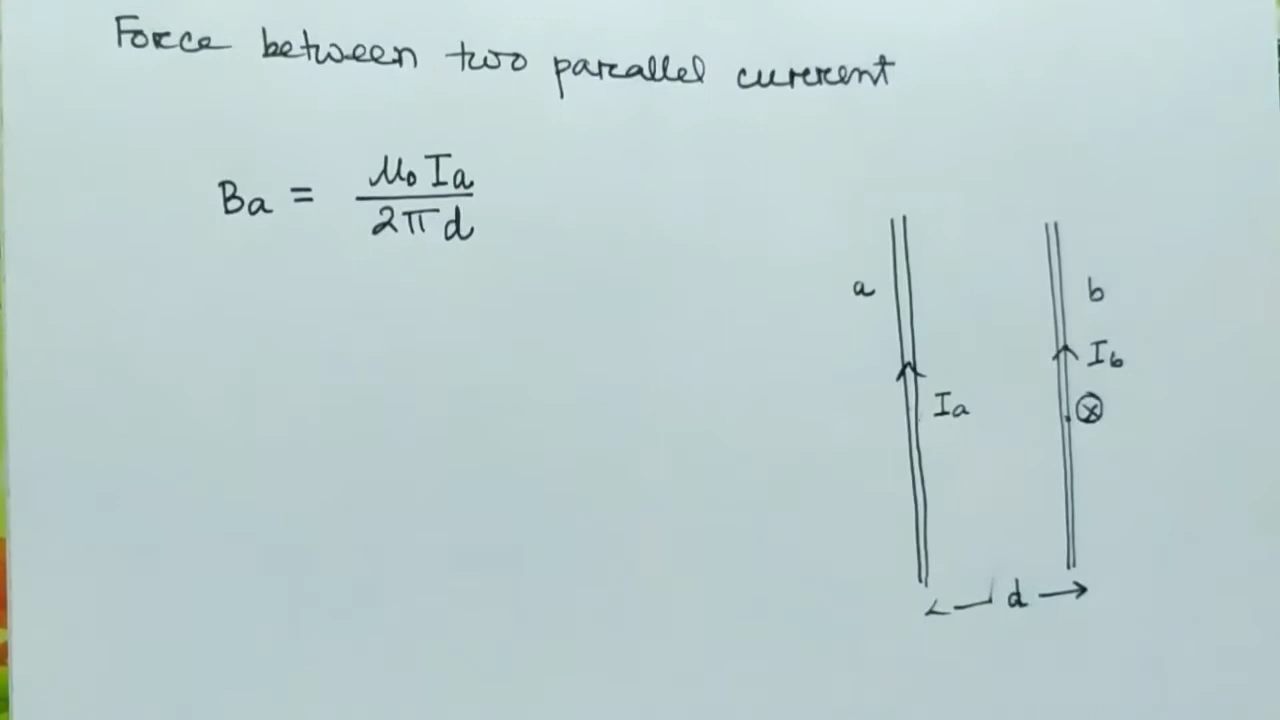 Force between two parallel current
Ba = μ₀ Ia / 2π d
a
b
Ib
Ia
⊗
d